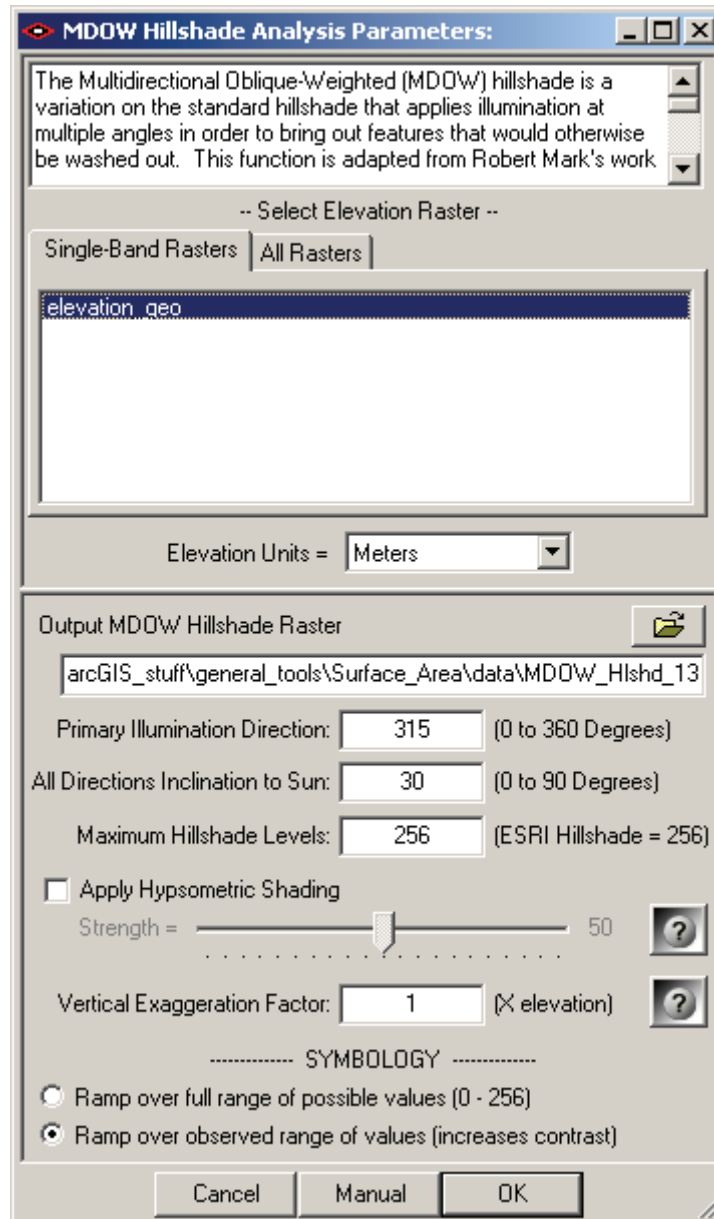 MDOW Hillshade Analysis Parameters:
The Multidirectional Oblique-Weighted (MDOW) hillshade is a
variation on the standard hillshade that applies illumination at
multiple angles in order to bring out features that would otherwise
be washed out.  This function is adapted from Robert Mark's work
-- Select Elevation Raster --
Single-Band Rasters All Rasters
elevation_geo
Elevation Units = Meters
Output MDOW Hillshade Raster
arcGIS_stuff\general_tools\Surface_Area\data\MDOW_Hlshd_13
Primary Illumination Direction: 315 (0 to 360 Degrees)
All Directions Inclination to Sun: 30 (0 to 90 Degrees)
Maximum Hillshade Levels: 256 (ESRI Hillshade = 256)
Apply Hypsometric Shading
Strength = 50 ?
Vertical Exaggeration Factor: 1 (X elevation) ?
------------- SYMBOLOGY -------------
Ramp over full range of possible values (0 - 256)
Ramp over observed range of values (increases contrast)
Cancel Manual OK